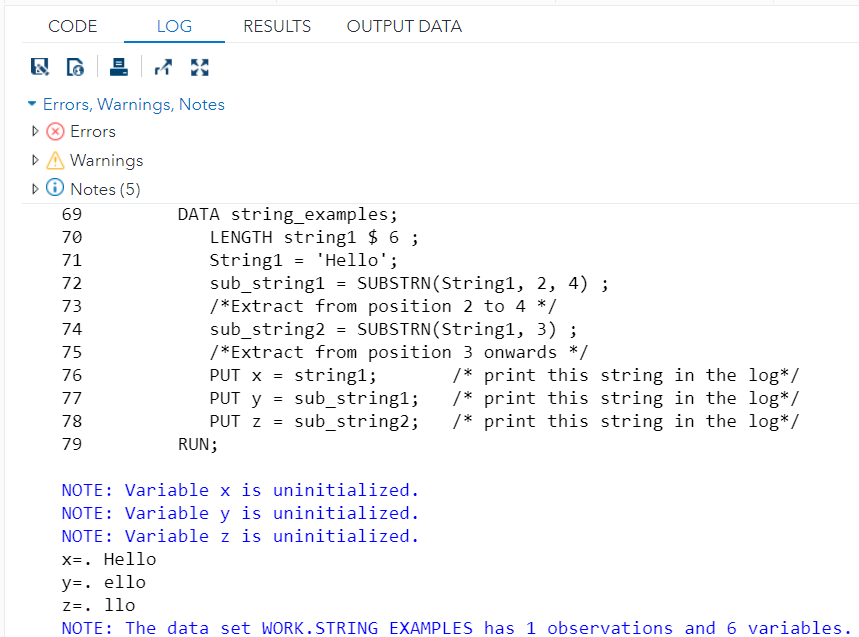 CODE LOG RESULTS OUTPUT DATA
Errors, Warnings, Notes
Errors
Warnings
Notes (5)
69 DATA string_examples;
70 LENGTH string1 $ 6 ;
71 String1 = 'Hello';
72 sub_string1 = SUBSTRN(String1, 2, 4) ;
73 /*Extract from position 2 to 4 */
74 sub_string2 = SUBSTRN(String1, 3) ;
75 /*Extract from position 3 onwards */
76 PUT x = string1; /* print this string in the log*/
77 PUT y = sub_string1; /* print this string in the log*/
78 PUT z = sub_string2; /* print this string in the log*/
79 RUN;
NOTE: Variable x is uninitialized.
NOTE: Variable y is uninitialized.
NOTE: Variable z is uninitialized.
x=. Hello
y=. ello
z=. llo
NOTE: The data set WORK.STRING_EXAMPLES has 1 observations and 6 variables.